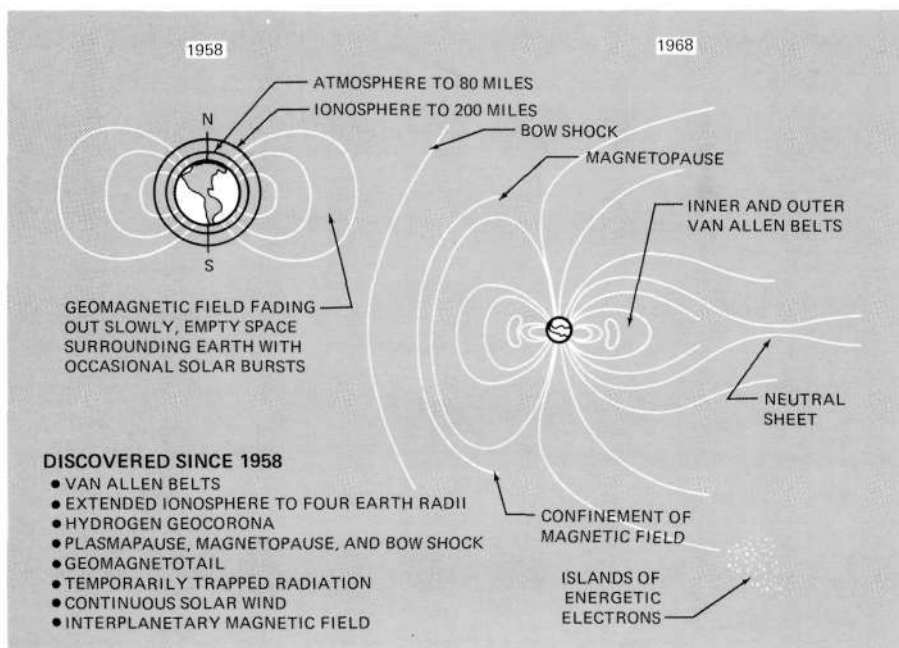 1958
1968
ATMOSPHERE TO 80 MILES
IONOSPHERE TO 200 MILES
N
S
BOW SHOCK
MAGNETOPAUSE
INNER AND OUTER
VAN ALLEN BELTS
GEOMAGNETIC FIELD FADING
OUT SLOWLY, EMPTY SPACE
SURROUNDING EARTH WITH
OCCASIONAL SOLAR BURSTS
NEUTRAL
SHEET
DISCOVERED SINCE 1958
● VAN ALLEN BELTS
● EXTENDED IONOSPHERE TO FOUR EARTH RADII
● HYDROGEN GEOCORONA
● PLASMAPAUSE, MAGNETOPAUSE, AND BOW SHOCK
● GEOMAGNETOTAIL
● TEMPORARILY TRAPPED RADIATION
● CONTINUOUS SOLAR WIND
● INTERPLANETARY MAGNETIC FIELD
CONFINEMENT OF
MAGNETIC FIELD
ISLANDS OF
ENERGETIC
ELECTRONS